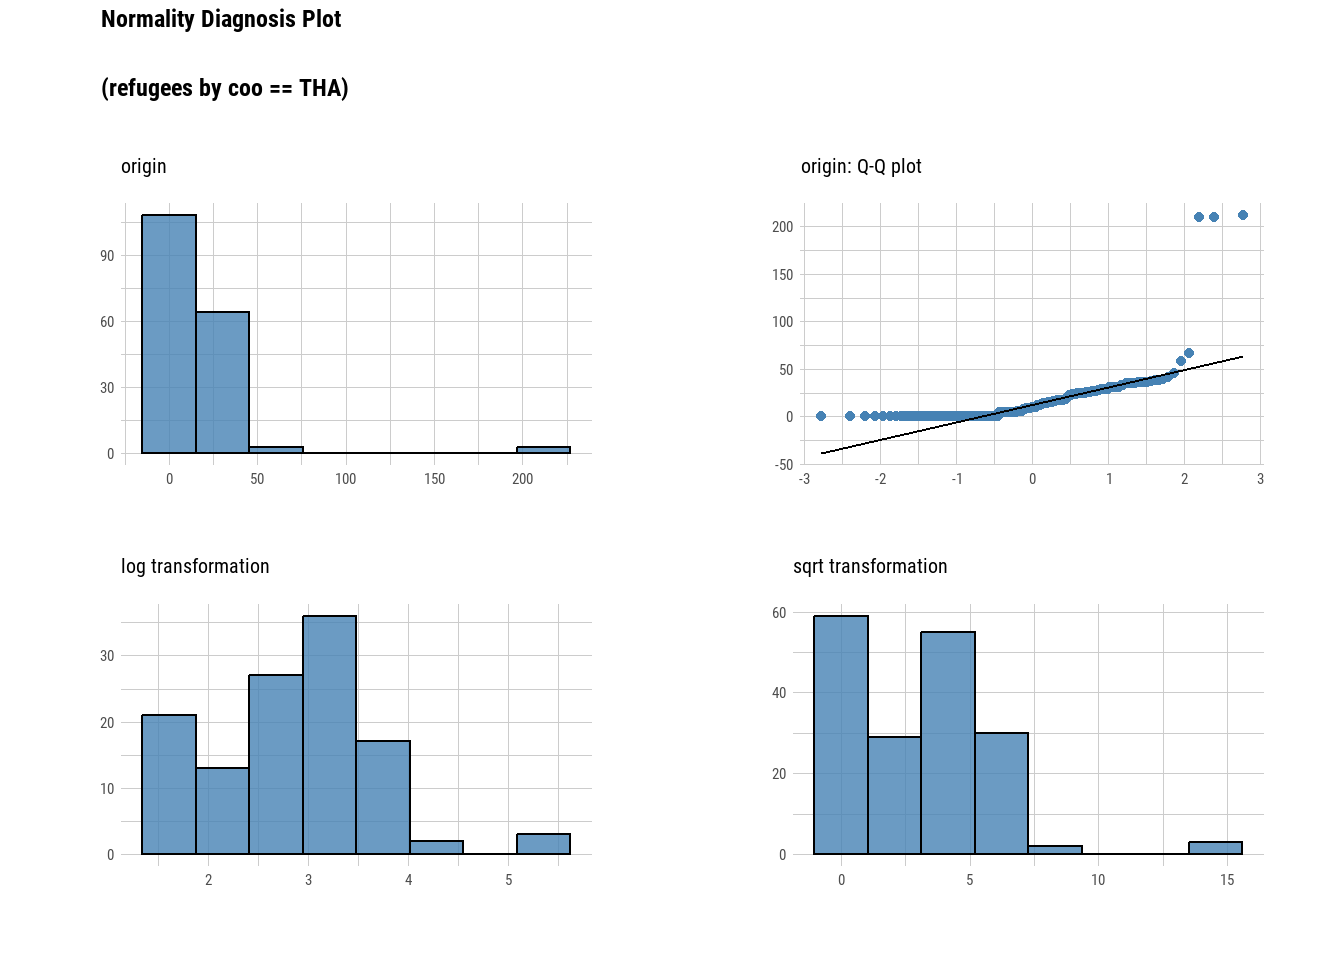 Normality Diagnosis Plot
(refugees by coo == THA)
origin
90
60
30
0
0 50 100 150 200
origin: Q-Q plot
200
150
100
50
0
-50
-3 -2 -1 0 1 2 3
log transformation
30
20
10
0
2 3 4 5
sqrt transformation
60
40
20
0
0 5 10 15